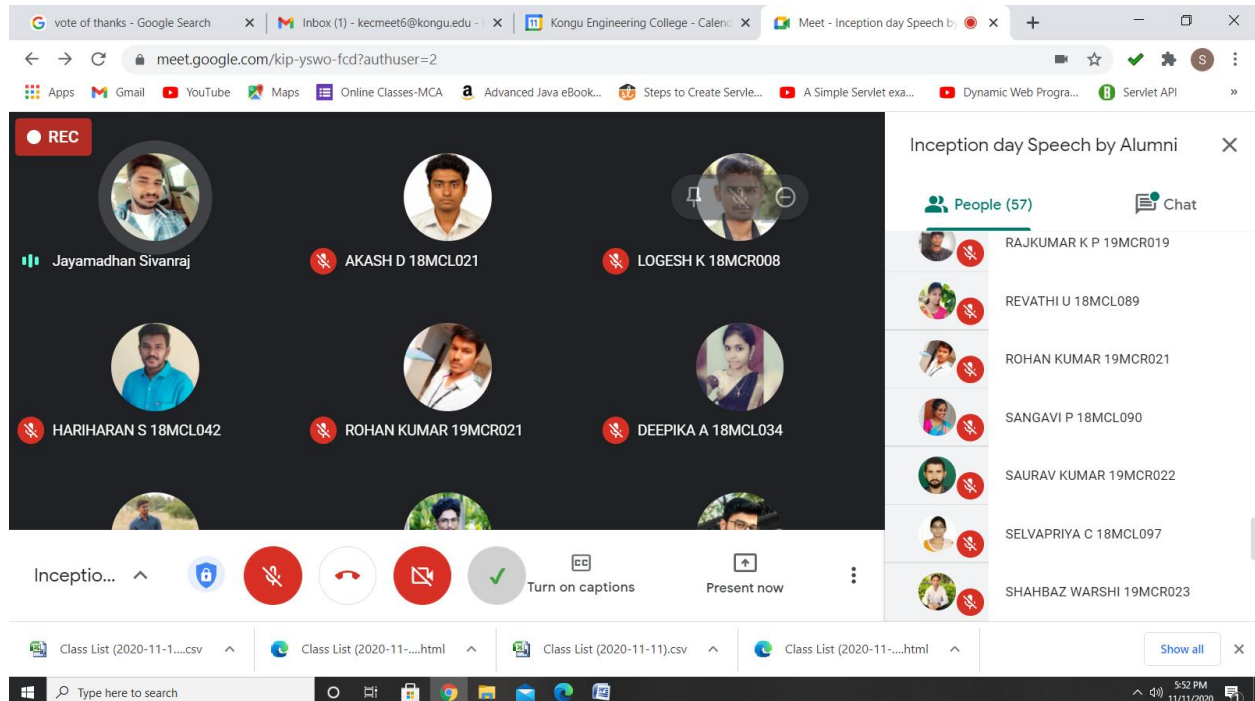 vote of thanks - Google Search
Inbox (1) - kecmeet6@kongu.edu -
Kongu Engineering College - Calend
Meet - Inception day Speech by
meet.google.com/kip-yswo-fcd?authuser=2
S
Apps
Gmail
YouTube
Maps
Online Classes-MCA
Advanced Java eBook...
Steps to Create Servle...
A Simple Servlet exa...
Dynamic Web Progra...
Servlet API
REC
Jayamadhan Sivanraj
AKASH D 18MCL021
LOGESH K 18MCR008
HARIHARAN S 18MCL042
ROHAN KUMAR 19MCR021
DEEPIKA A 18MCL034
Inception day Speech by Alumni
People (57)
Chat
RAJKUMAR K P 19MCR019
REVATHI U 18MCL089
ROHAN KUMAR 19MCR021
SANGAVI P 18MCL090
SAURAV KUMAR 19MCR022
SELVAPRIYA C 18MCL097
SHAHBAZ WARSHI 19MCR023
Inceptio...
Turn on captions
Present now
Class List (2020-11-1....csv
Class List (2020-11-....html
Class List (2020-11-11).csv
Class List (2020-11-....html
Show all
Type here to search
5:52 PM
11/11/2020